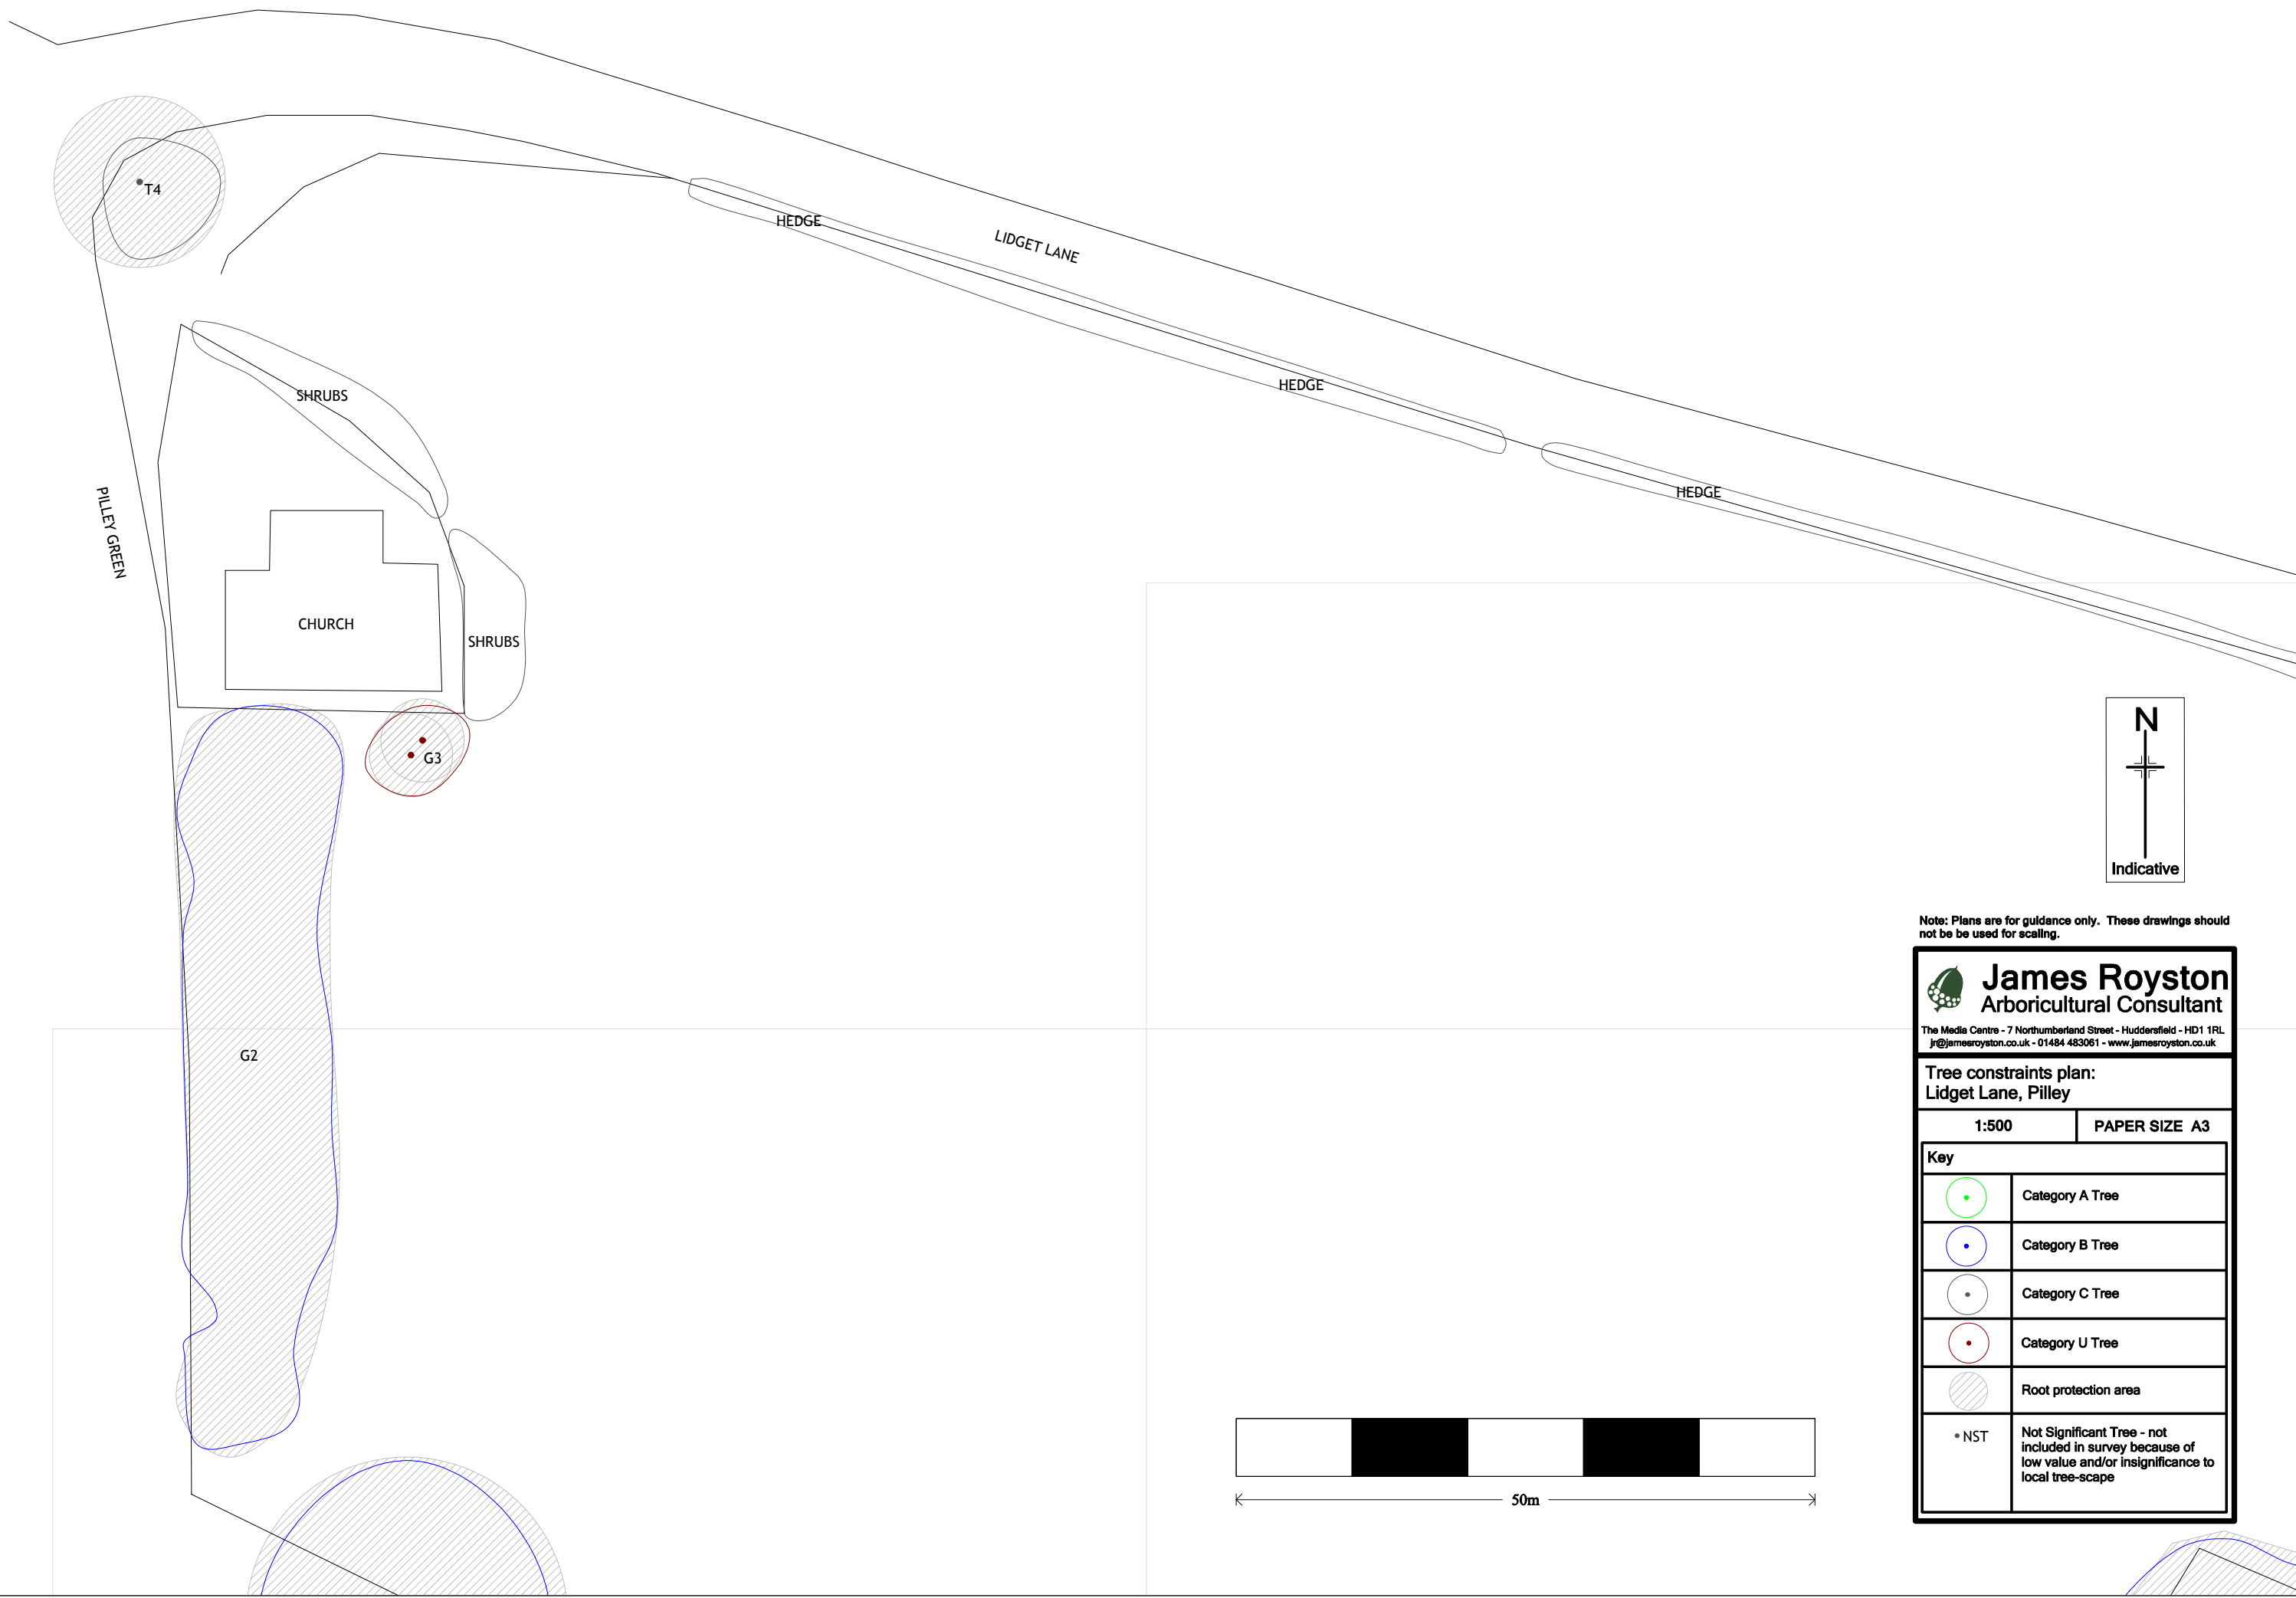 T4
HEDGE
LIDGET LANE
HEDGE
SHRUBS
HEDGE
PILLEY GREEN
CHURCH
SHRUBS
G3
G2
N
Indicative
Note: Plans are for guidance only. These drawings should
not be be used for scaling.
James Royston
Arboricultural Consultant
The Media Centre - 7 Northumberland Street - Huddersfield - HD1 1RL
jr@jamesroyston.co.uk - 01484 483061 - www.jamesroyston.co.uk
Tree constraints plan:
Lidget Lane, Pilley
1:500
PAPER SIZE A3
Key
Category A Tree
Category B Tree
Category C Tree
Category U Tree
Root protection area
NST
Not Significant Tree - not
included in survey because of
low value and/or insignificance to
local tree-scape
50m